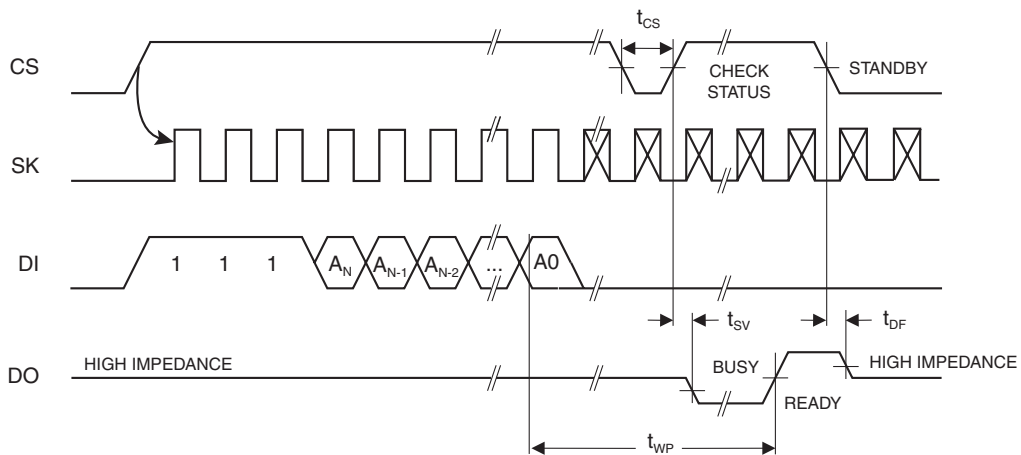 t_CS
CS
CHECK
STATUS
STANDBY
SK
DI
1 1 1 A_N A_N-1 A_N-2 ... A0
t_SV
t_DF
HIGH IMPEDANCE
BUSY
HIGH IMPEDANCE
DO
READY
t_WP